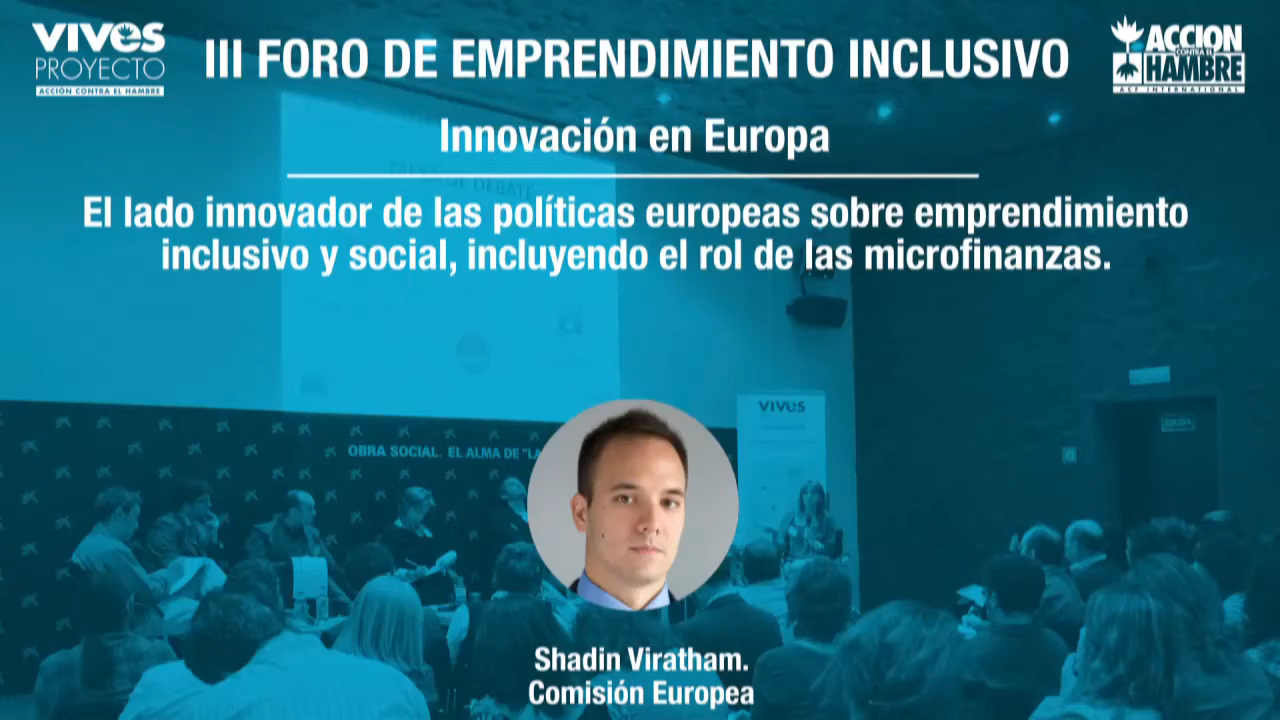 VIVES
PROYECTO
ACCIÓN CONTRA EL HAMBRE
III FORO DE EMPRENDIMIENTO INCLUSIVO
ACCION
CONTRA EL
HAMBRE
ACF INTERNATIONAL
Innovación en Europa
El lado innovador de las políticas europeas sobre emprendimiento
inclusivo y social, incluyendo el rol de las microfinanzas.
DE DEBATE
VIVES
OBRA SOCIAL. EL ALMA DE "LA
Shadin Viratham.
Comisión Europea